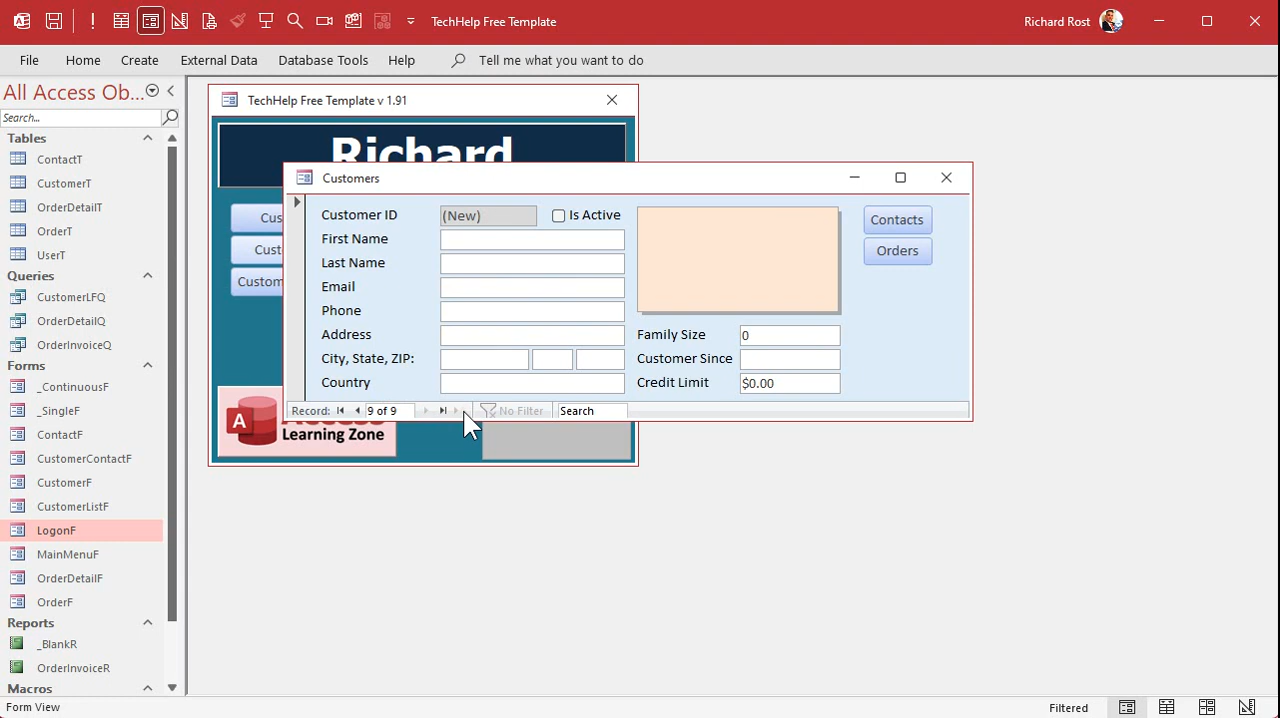 TechHelp Free Template
Richard Rost
File
Home
Create
External Data
Database Tools
Help
Tell me what you want to do
All Access Ob...
Search...
Tables
ContactT
CustomerT
OrderDetailT
OrderT
UserT
Queries
CustomerLFQ
OrderDetailQ
OrderInvoiceQ
Forms
_ContinuousF
_SingleF
ContactF
CustomerContactF
CustomerF
CustomerListF
LogonF
MainMenuF
OrderDetailF
OrderF
Reports
_BlankR
OrderInvoiceR
Macros
TechHelp Free Template v 1.91
Richard
Cus
Cust
Custom
A
Learning Zone
Customers
Customer ID (New) Is Active
First Name
Last Name
Email
Phone
Address
City, State, ZIP:
Country
Family Size 0
Customer Since
Credit Limit $0.00
Contacts
Orders
Record: 9 of 9 No Filter Search
Form View
Filtered